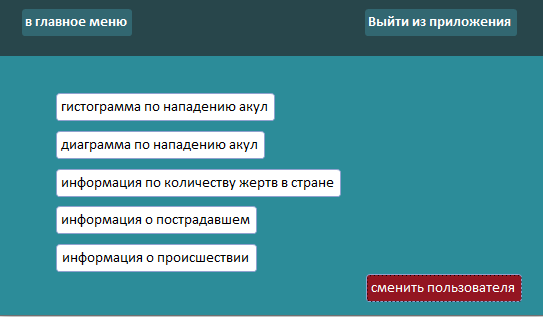 в главное меню
Выйти из приложения
гистограмма по нападению акул
диаграмма по нападению акул
информация по количеству жертв в стране
информация о пострадавшем
информация о происшествии
сменить пользователя